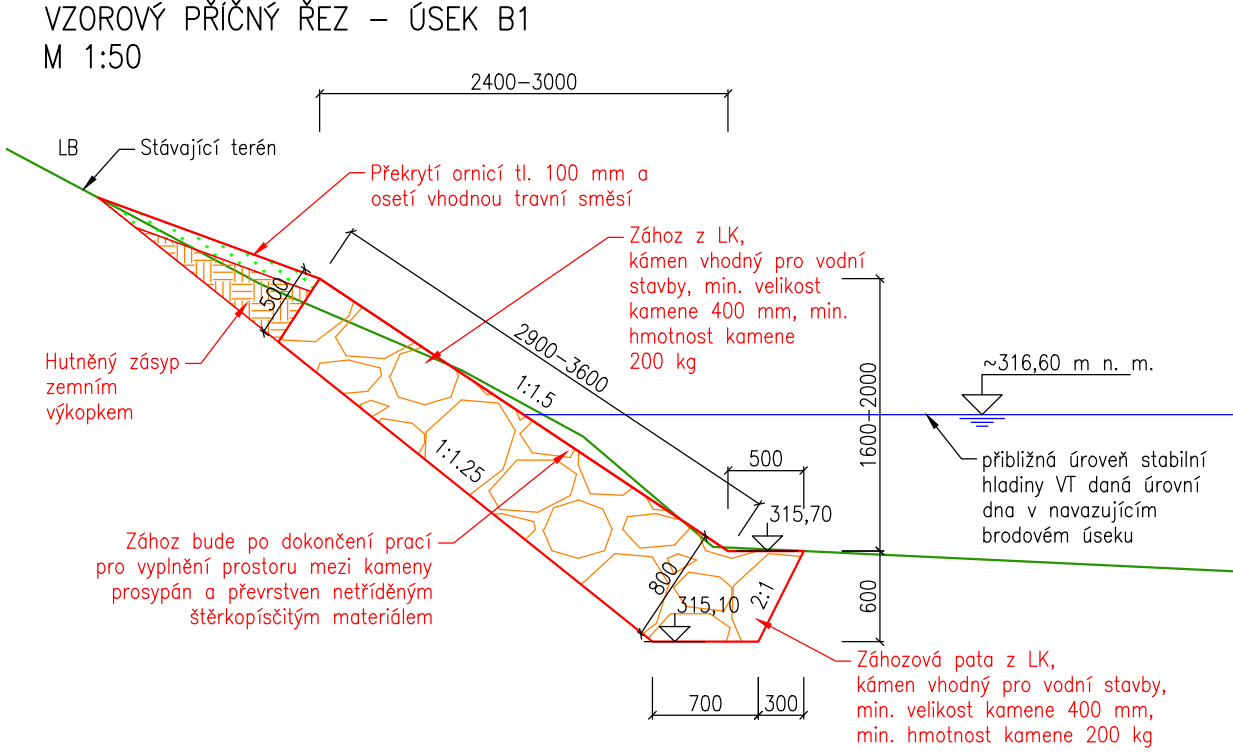 VZOROVÝ PŘÍČNÝ ŘEZ – ÚSEK B1
M 1:50
2400–3000
LB
Stávající terén
Překrytí ornicí tl. 100 mm a
osetí vhodnou travní směsí
Zához z LK,
kámen vhodný pro vodní
stavby, min. velikost
kamene 400 mm, min.
hmotnost kamene
200 kg
500
2900–3600
1:1.5
1:1.25
Hutněný zásyp
zemním
výkopkem
~316,60 m n. m.
1600–2000
přibližná úroveň stabilní
hladiny VT daná úrovní
dna v navazujícím
brodovém úseku
500
315,70
Zához bude po dokončení prací
pro vyplnění prostoru mezi kameny
prosypán a převrstven netříděným
štěrkopísčitým materiálem
800
315,10
2:1
600
Záhozová pata z LK,
kámen vhodný pro vodní stavby,
min. velikost kamene 400 mm,
min. hmotnost kamene 200 kg
700
300